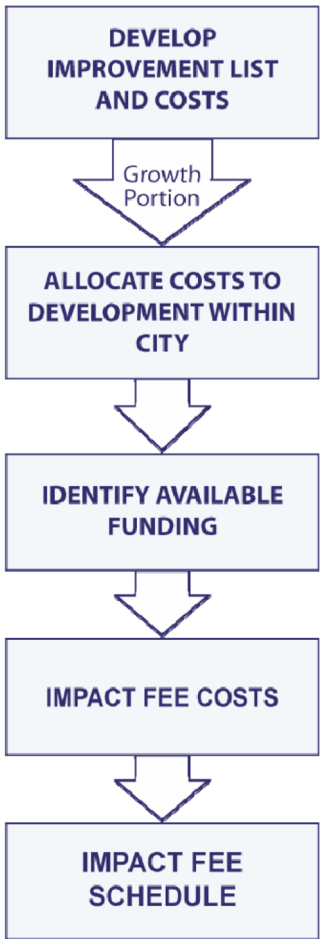 DEVELOP
IMPROVEMENT LIST
AND COSTS
Growth
Portion
ALLOCATE COSTS TO
DEVELOPMENT WITHIN
CITY
IDENTIFY AVAILABLE
FUNDING
IMPACT FEE COSTS
IMPACT FEE
SCHEDULE